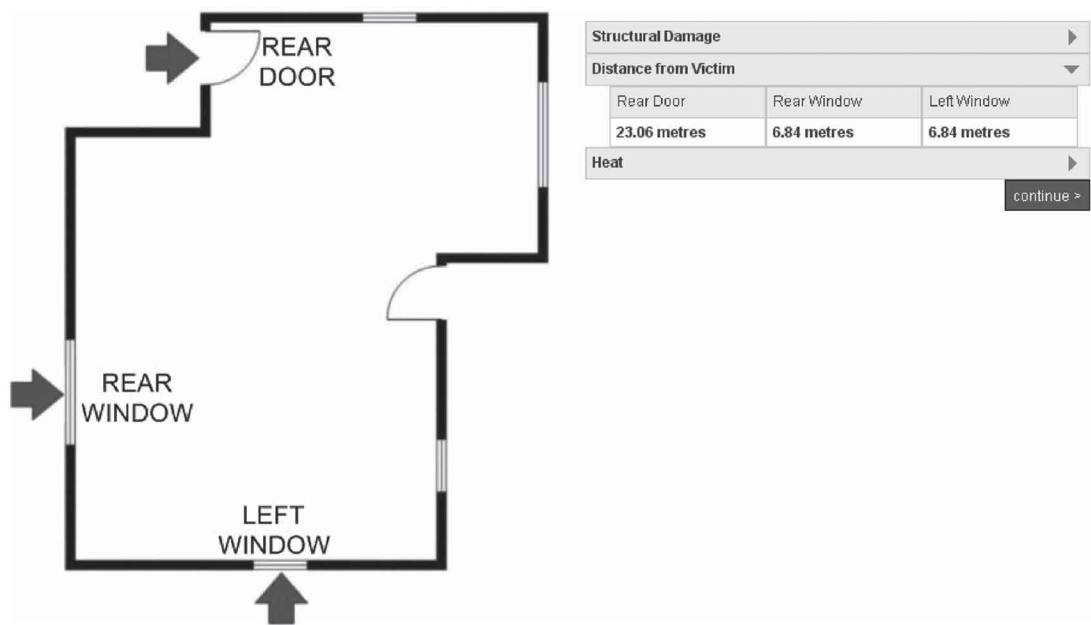 REAR
DOOR
REAR
WINDOW
LEFT
WINDOW
Structural Damage
Distance from Victim
Rear Door Rear Window Left Window
23.06 metres 6.84 metres 6.84 metres
Heat
continue >